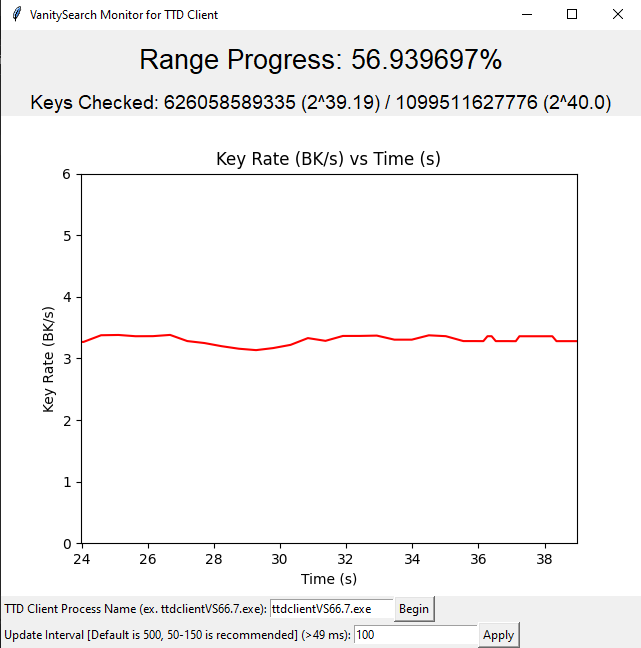 VanitySearch Monitor for TTD Client
Range Progress: 56.939697%
Keys Checked: 626058589335 (2^39.19) / 1099511627776 (2^40.0)
Key Rate (BK/s) vs Time (s)
6
5
4
3
2
1
0
Key Rate (BK/s)
24 26 28 30 32 34 36 38
Time (s)
TTD Client Process Name (ex. ttdclientVS66.7.exe): ttdclientVS66.7.exe Begin
Update Interval [Default is 500, 50-150 is recommended] (>49 ms): 100 Apply